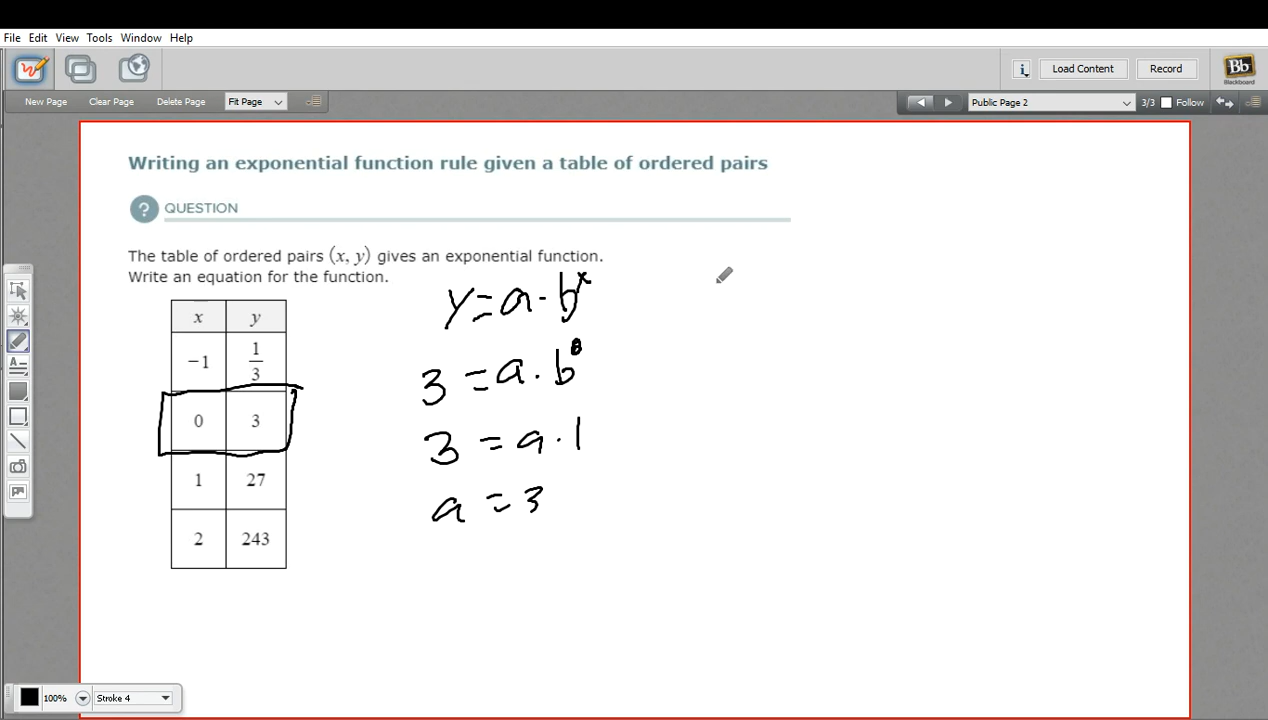 File Edit View Tools Window Help
i Load Content Record Bb
Blackboard
New Page Clear Page Delete Page Fit Page Public Page 2 3/3 Follow
Writing an exponential function rule given a table of ordered pairs
? QUESTION
The table of ordered pairs (x, y) gives an exponential function.
Write an equation for the function.
x y
−1 1/3
0 3
1 27
2 243
y = a · b^x
3 = a · b^0
3 = a · 1
a = 3
100% Stroke 4